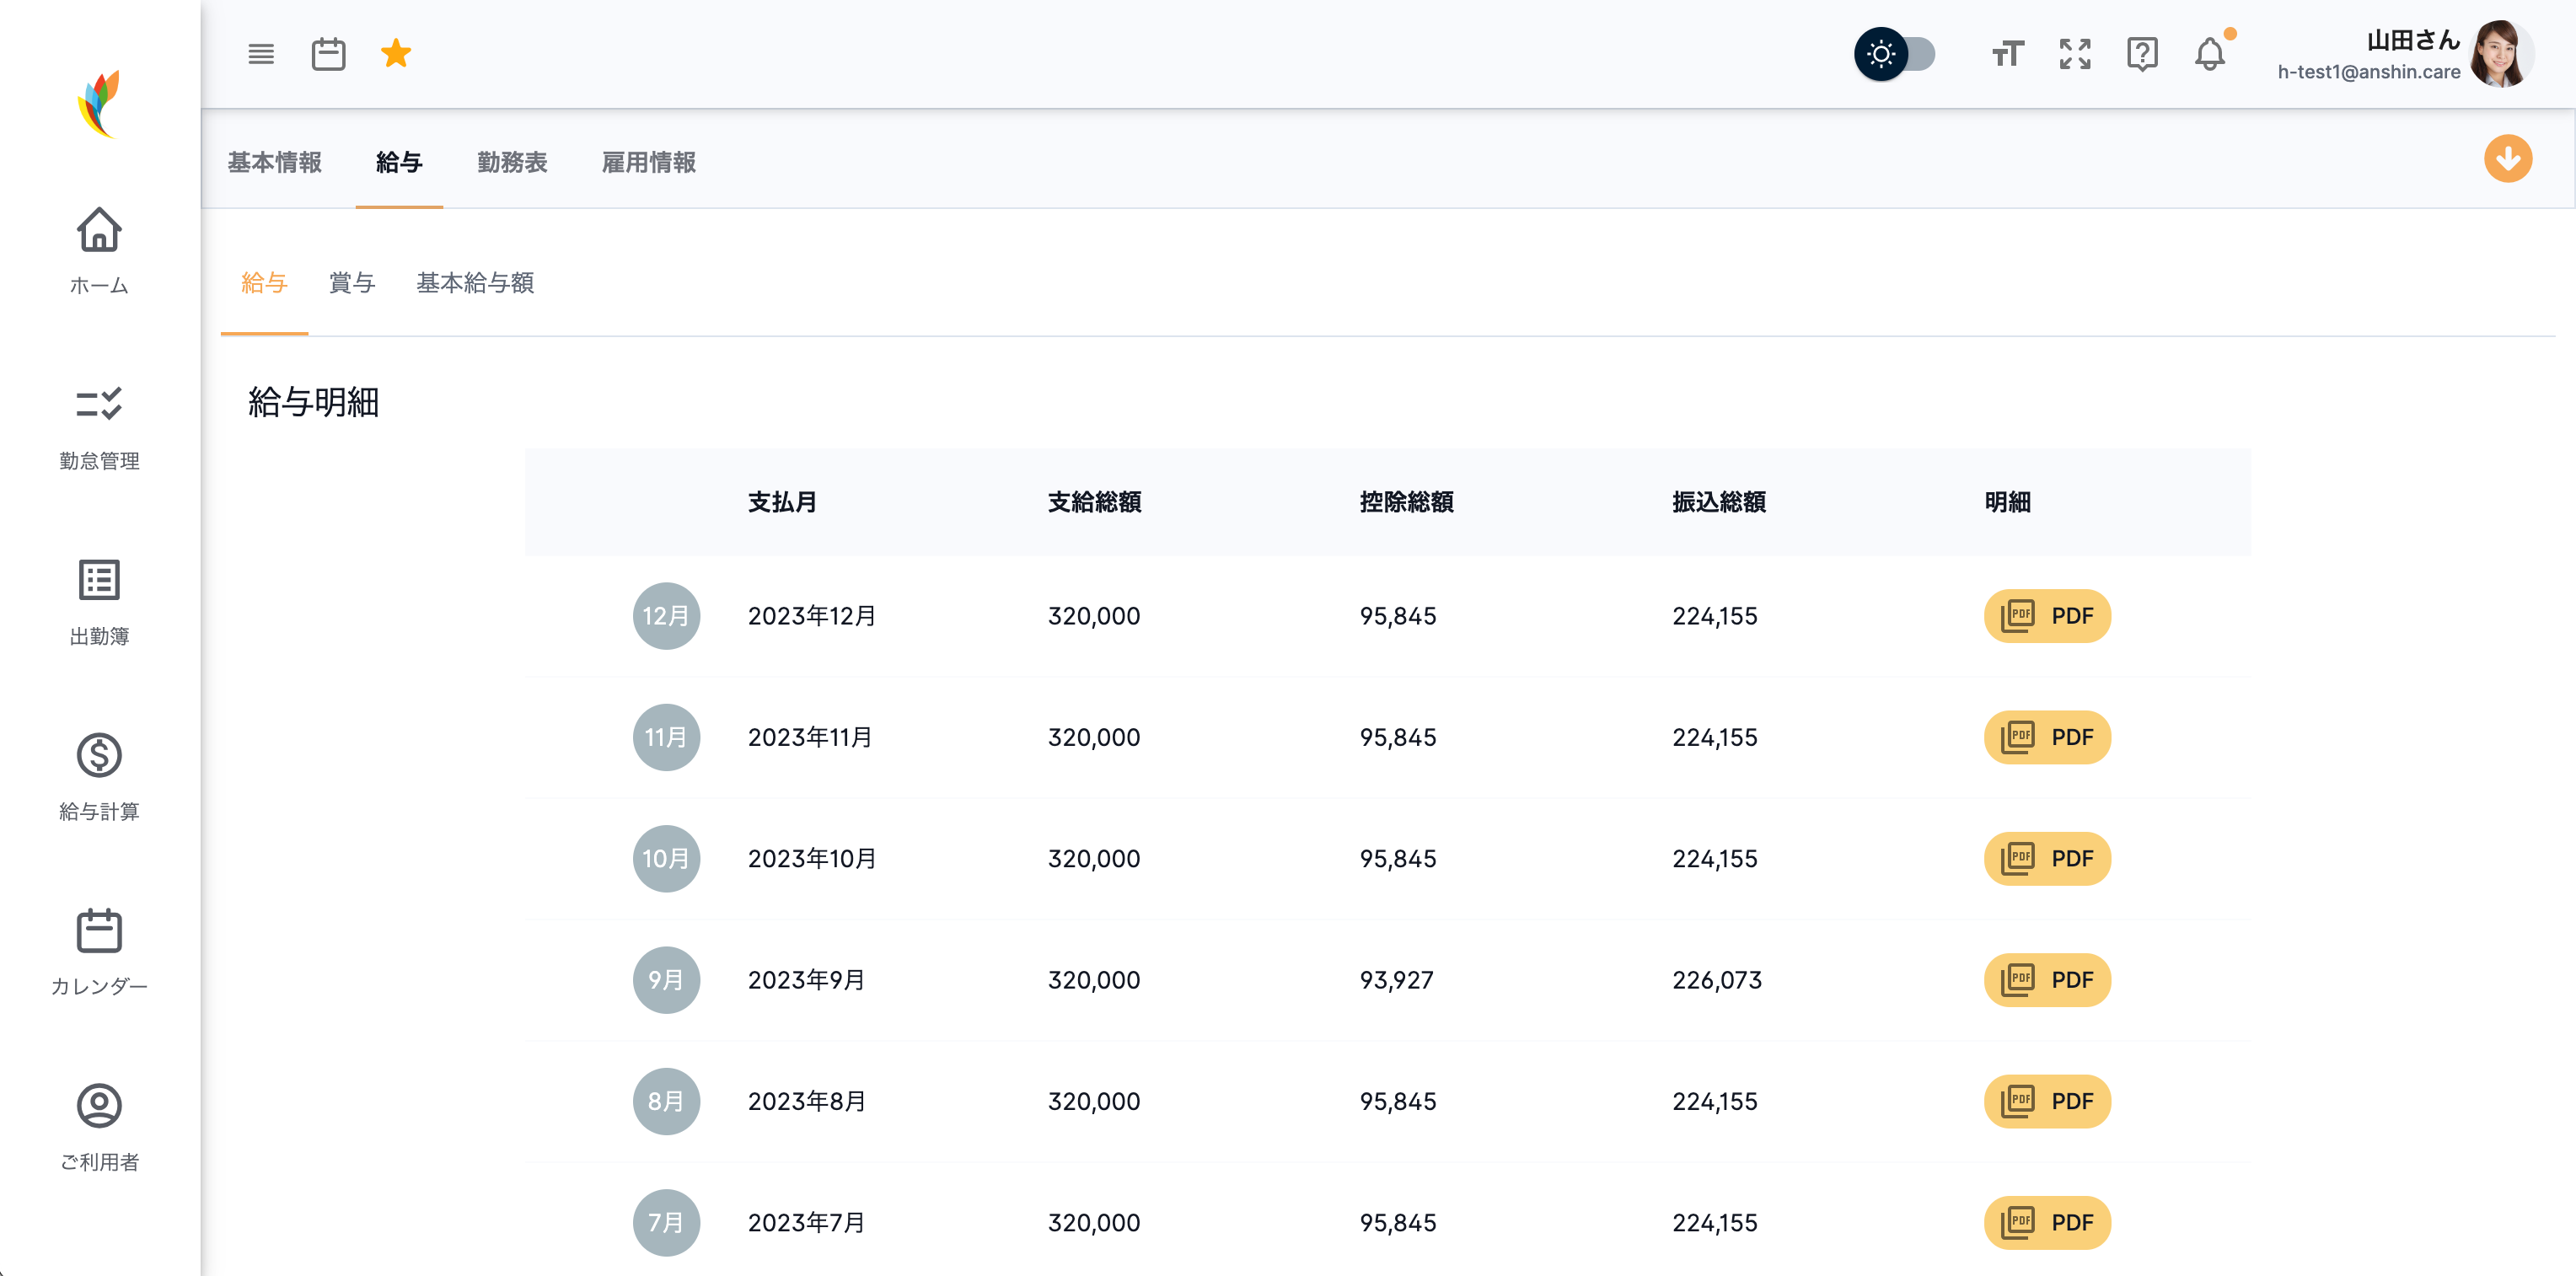 山田さん
h-test1@anshin.care
基本情報 給与 勤務表 雇用情報
ホーム
勤怠管理
出勤簿
給与計算
カレンダー
ご利用者
給与 賞与 基本給与額
給与明細
支払月 支給総額 控除総額 振込総額 明細
12月 2023年12月 320,000 95,845 224,155 PDF PDF
11月 2023年11月 320,000 95,845 224,155 PDF PDF
10月 2023年10月 320,000 95,845 224,155 PDF PDF
9月 2023年9月 320,000 93,927 226,073 PDF PDF
8月 2023年8月 320,000 95,845 224,155 PDF PDF
7月 2023年7月 320,000 95,845 224,155 PDF PDF